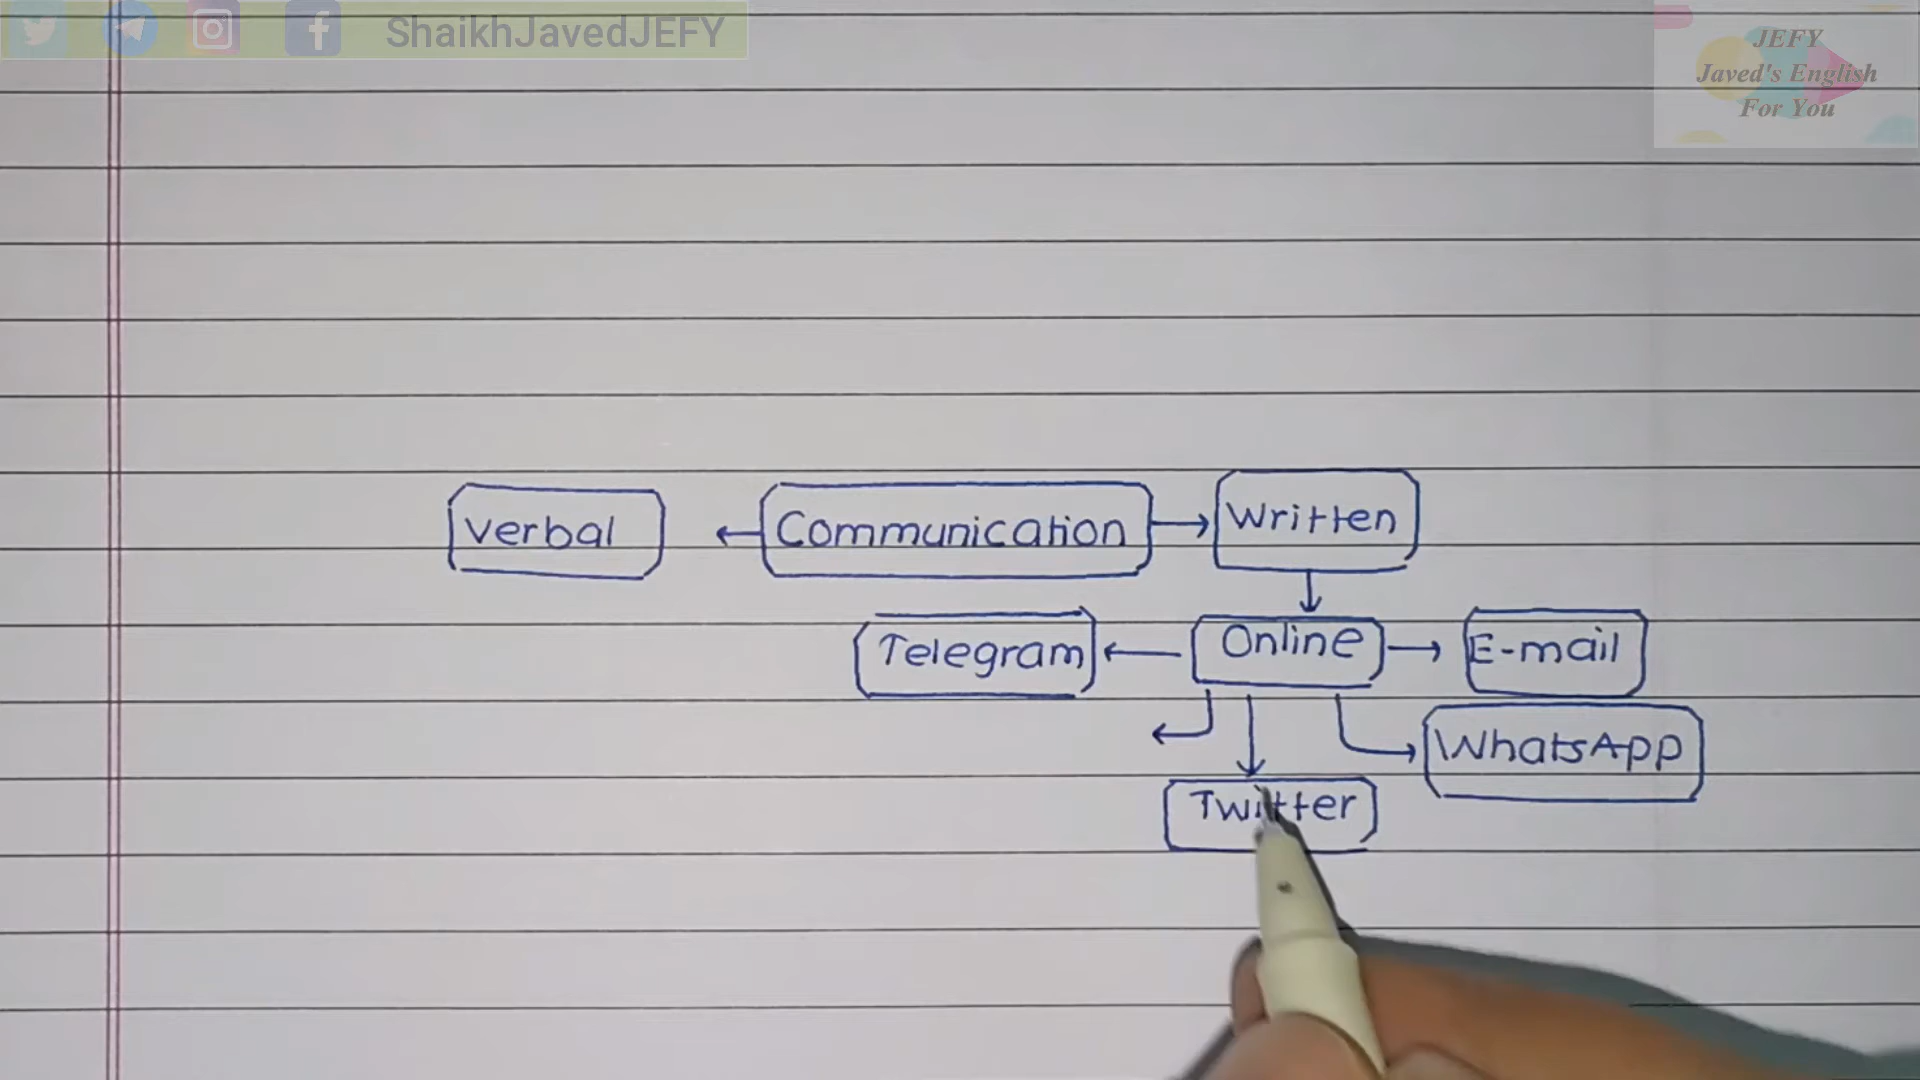 ShaikhJavedJEFY
JEFY
Javed's English
For You
Verbal
Communication
Written
Telegram
Online
E-mail
WhatsApp
Twitter